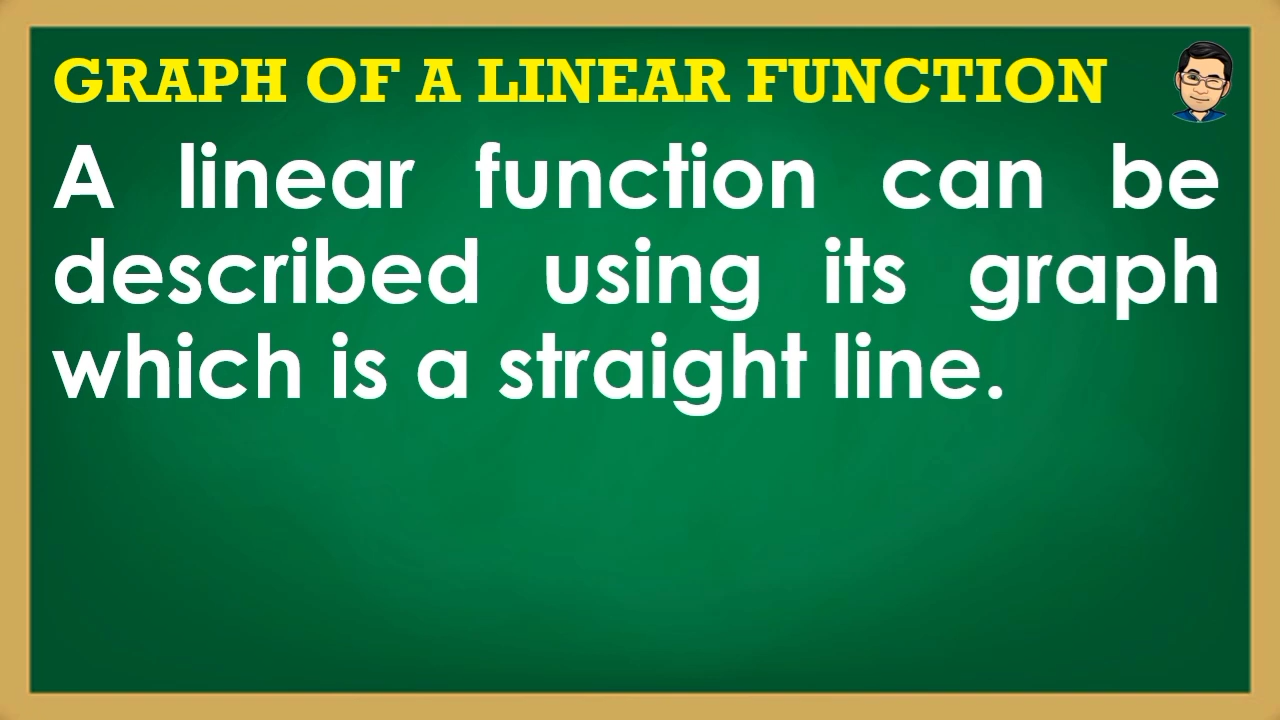 GRAPH OF A LINEAR FUNCTION
A linear function can be
described using its graph
which is a straight line.